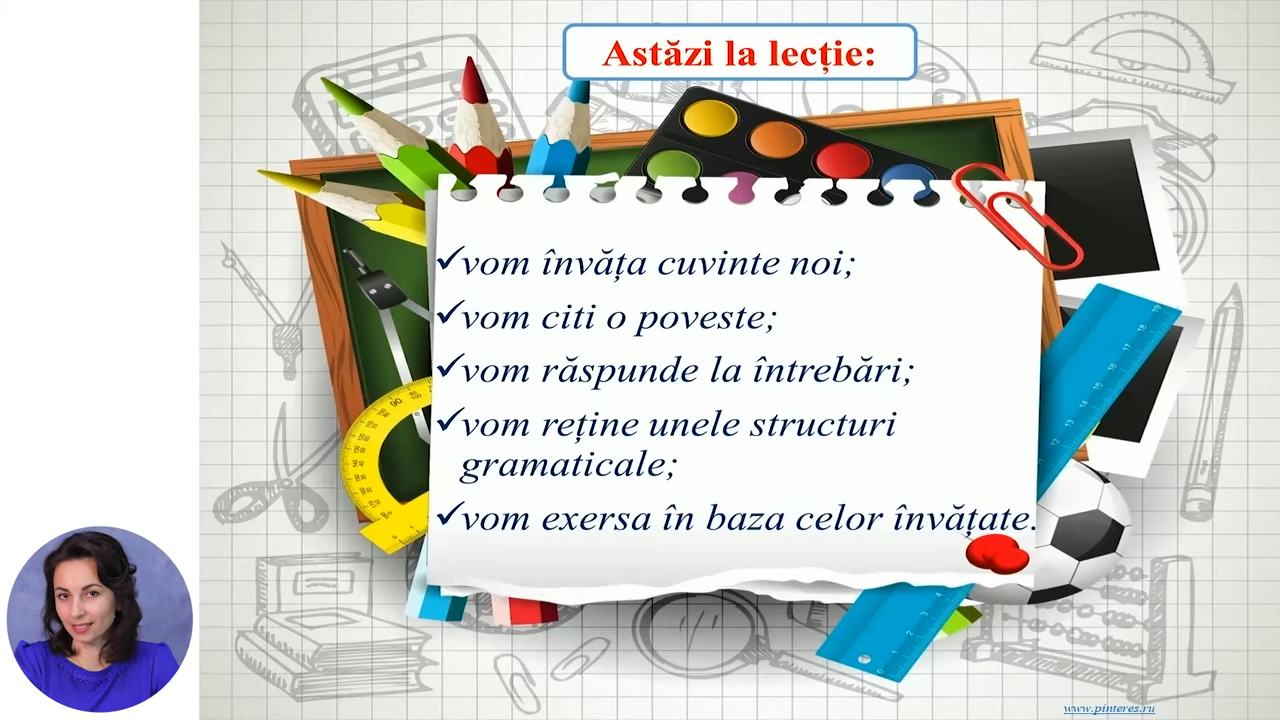 Astăzi la lecție:
✓vom învăța cuvinte noi;
✓vom citi o poveste;
✓vom răspunde la întrebări;
✓vom reține unele structuri
gramaticale;
✓vom exersa în baza celor învățate.
www.pinteres.ru